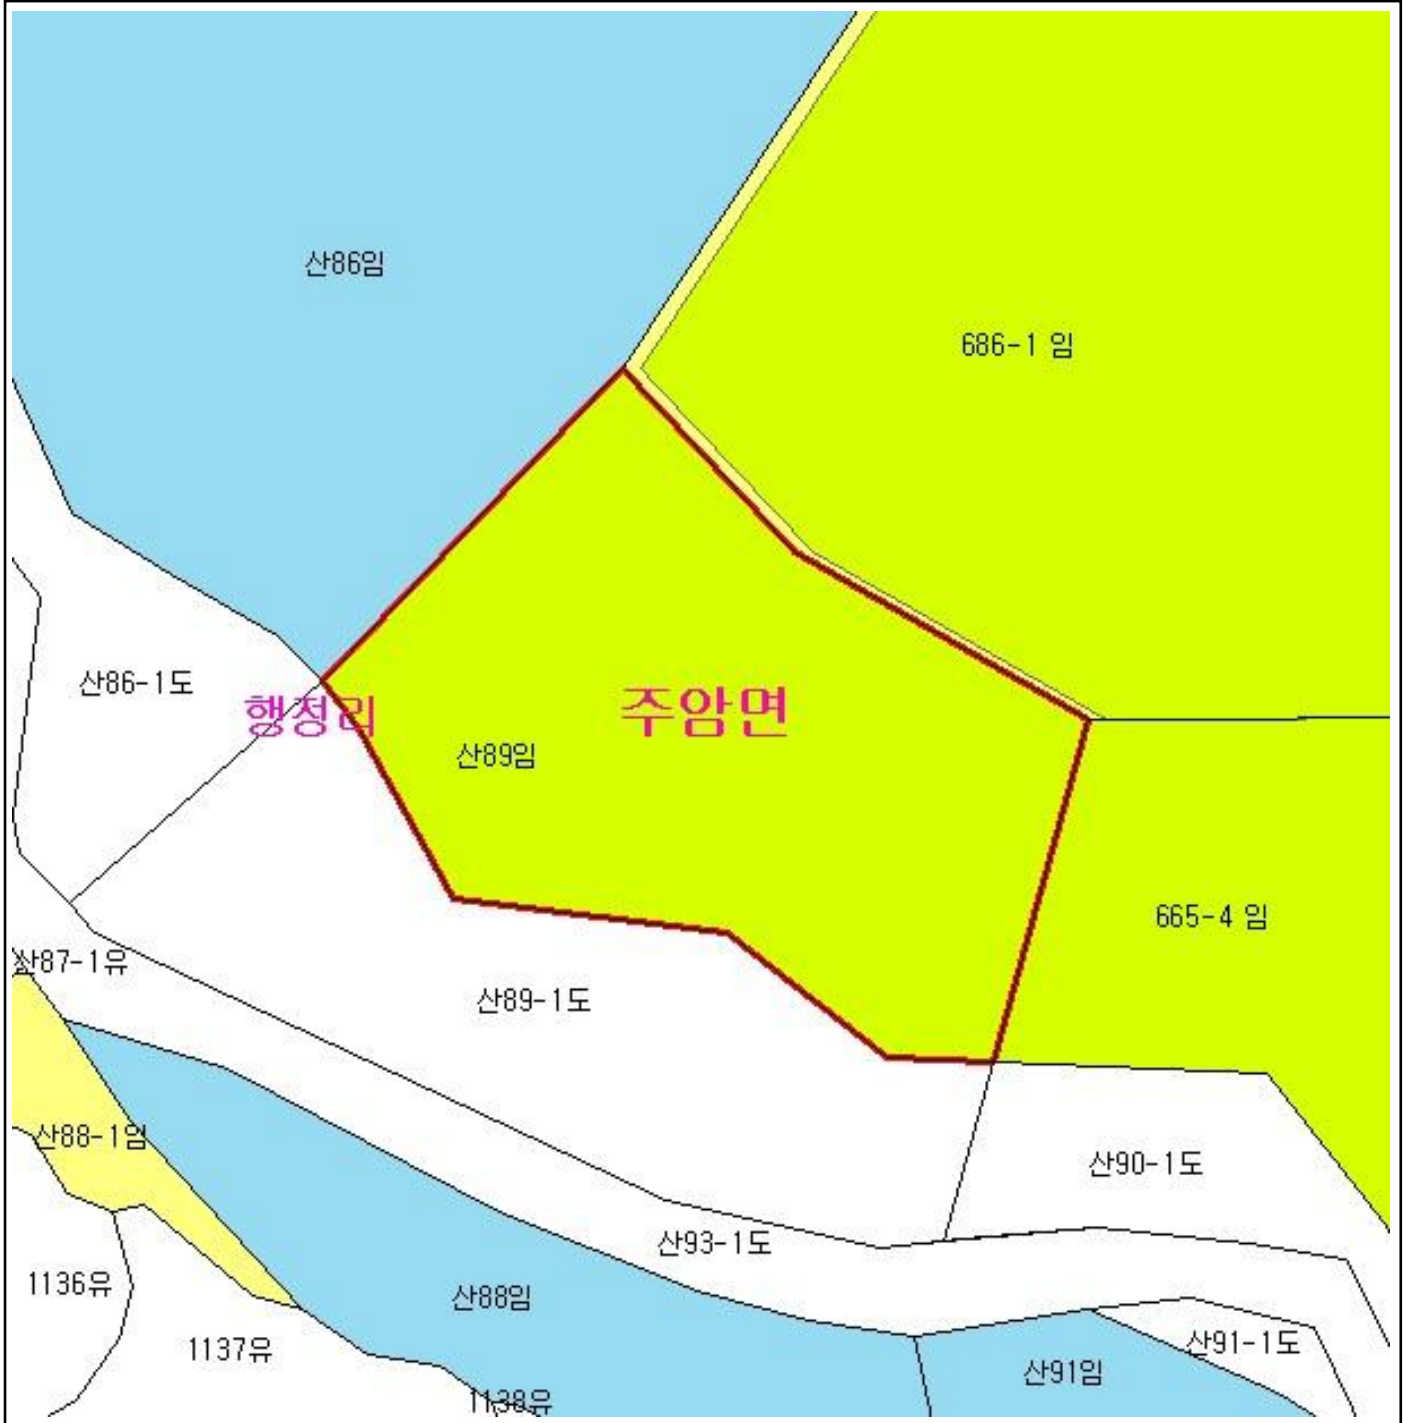 산86임
686-1 임
산86-1도
행정리
주암면
산89임
665-4 임
산87-1유
산89-1도
산88-1임
산90-1도
산93-1도
1136유
산88임
1137유
산91-1도
산91임
1138유